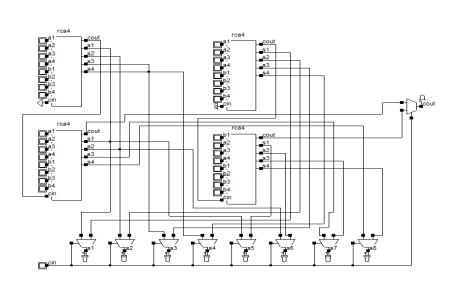 rca4
a1 cout
a2 s1
a3 s2
a4 s3
b1 s4
b2
b3
b4
cin
rca4
a1 cout
a2 s1
a3 s2
a4 s3
b1 s4
b2
b3
b4
cin
cout
rca4
a1 cout
a2 s1
a3 s2
a4 s3
b1 s4
b2
b3
b4
cin
rca4
a1 cout
a2 s1
a3 s2
a4 s3
b1 s4
b2
b3
b4
cin
s1 s2 s3 s4 s5 s6 s7 s8
cin